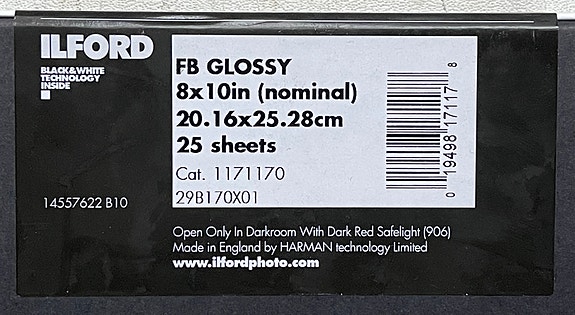 ILFORD
BLACK&WHITE
TECHNOLOGY
INSIDE
FB GLOSSY
8x10in (nominal)
20.16x25.28cm
25 sheets
Cat. 1171170
29B170X01
0 19498 17117 8
14557622 B10
Open Only In Darkroom With Dark Red Safelight (906)
Made in England by HARMAN technology Limited
www.ilfordphoto.com